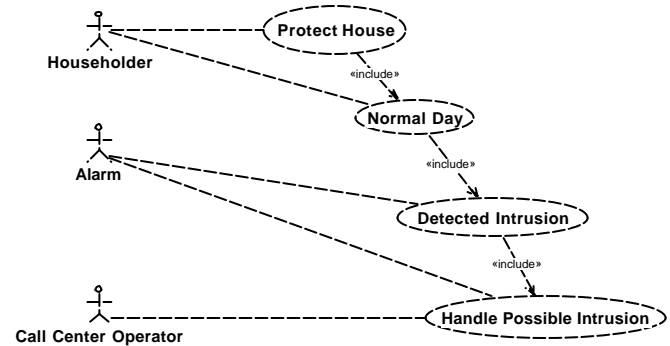 Protect House
Householder
«include»
Normal Day
«include»
Alarm
Detected Intrusion
«include»
Handle Possible Intrusion
Call Center Operator